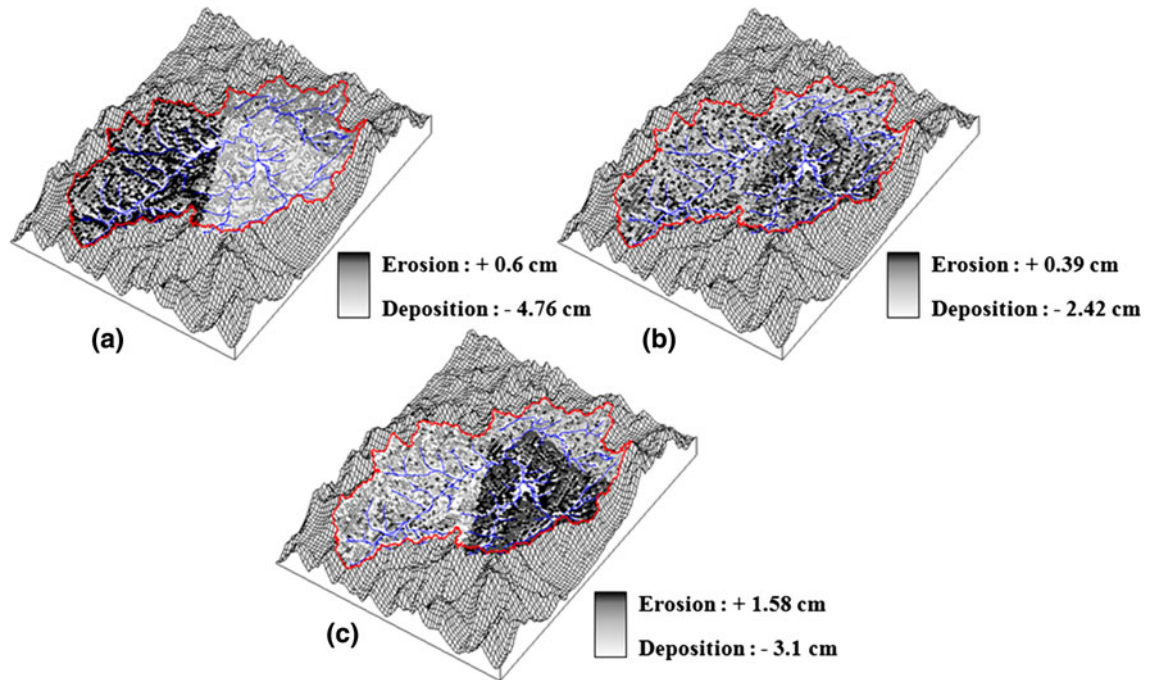 Erosion : + 0.6 cm
Deposition : - 4.76 cm
(a)
Erosion : + 0.39 cm
Deposition : - 2.42 cm
(b)
Erosion : + 1.58 cm
Deposition : - 3.1 cm
(c)